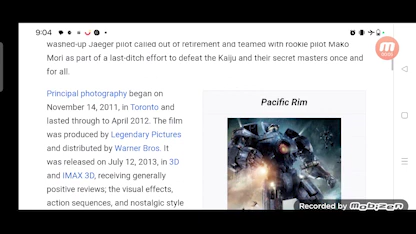 9:04
washed-up Jaeger pilot called out of retirement and teamed with rookie pilot Mako
Mori as part of a last-ditch effort to defeat the Kaiju and their secret masters once and
for all.
Principal photography began on
November 14, 2011, in Toronto and
lasted through to April 2012. The film
was produced by Legendary Pictures
and distributed by Warner Bros. It
was released on July 12, 2013, in 3D
and IMAX 3D, receiving generally
positive reviews; the visual effects,
action sequences, and nostalgic style
Pacific Rim
Recorded by Mobizen